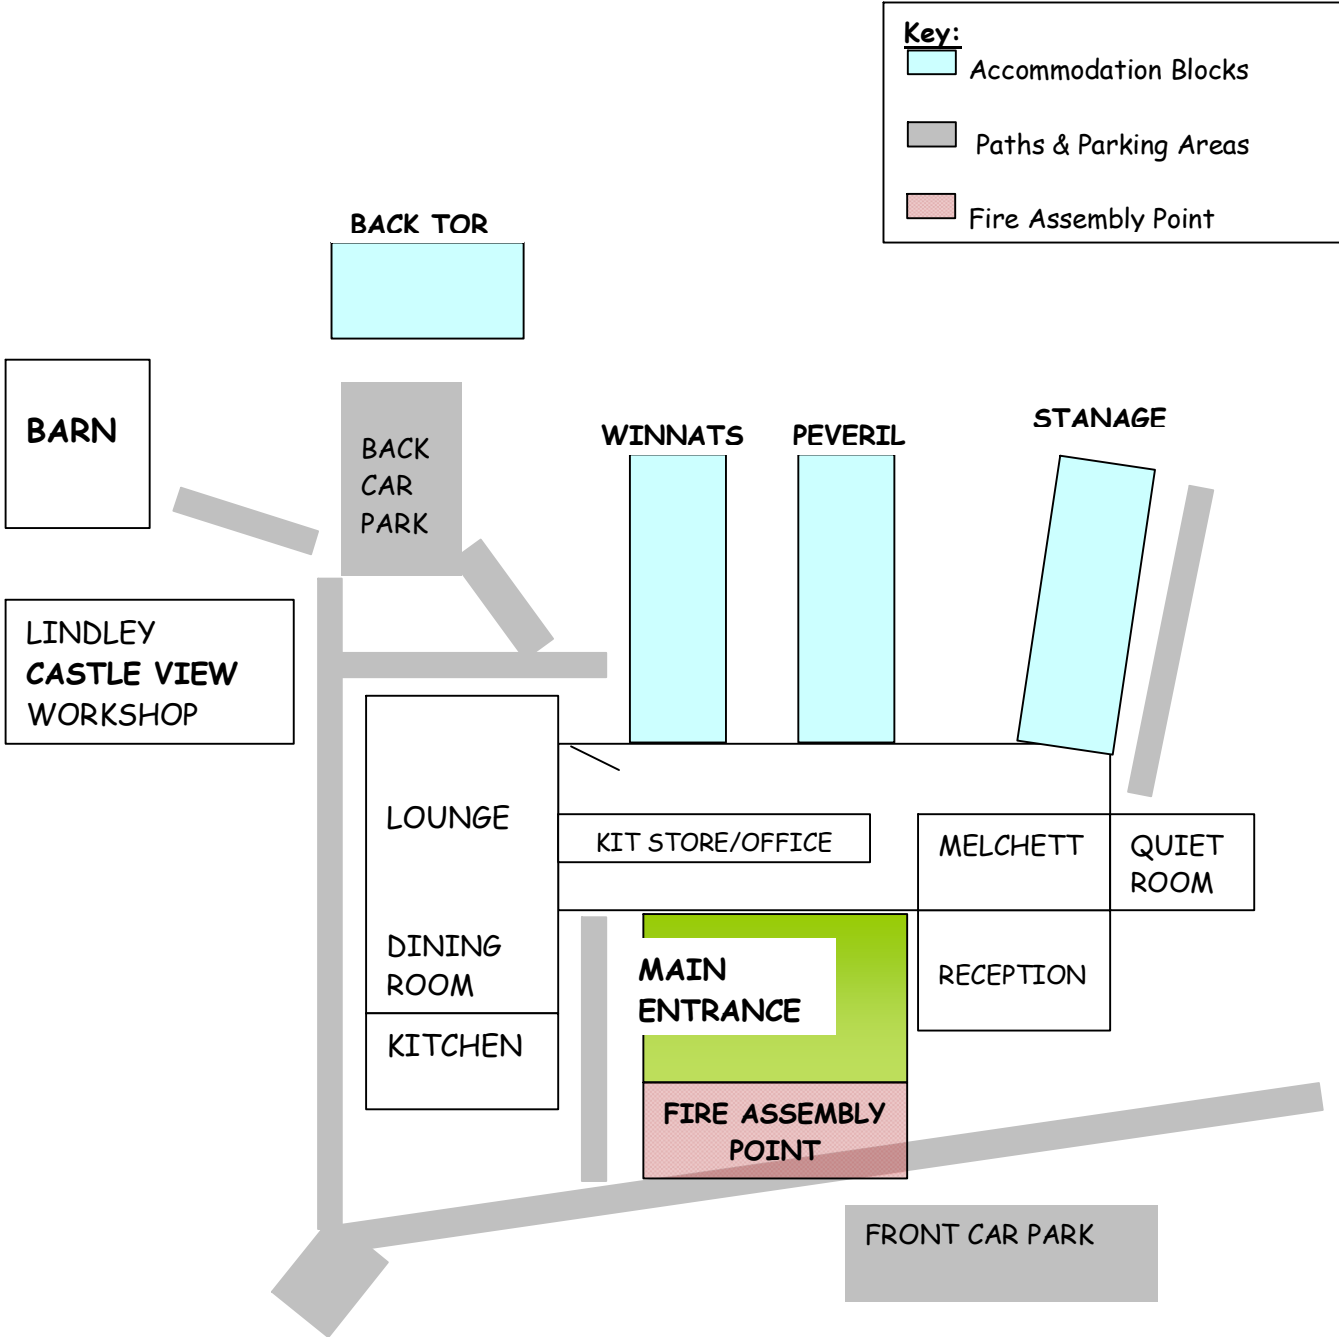 Key:
Accommodation Blocks
Paths & Parking Areas
Fire Assembly Point
BACK TOR
BARN
BACK
CAR
PARK
WINNATS
PEVERIL
STANAGE
LINDLEY
CASTLE VIEW
WORKSHOP
LOUNGE
KIT STORE/OFFICE
MELCHETT
QUIET
ROOM
DINING
ROOM
MAIN
ENTRANCE
RECEPTION
KITCHEN
FIRE ASSEMBLY
POINT
FRONT CAR PARK